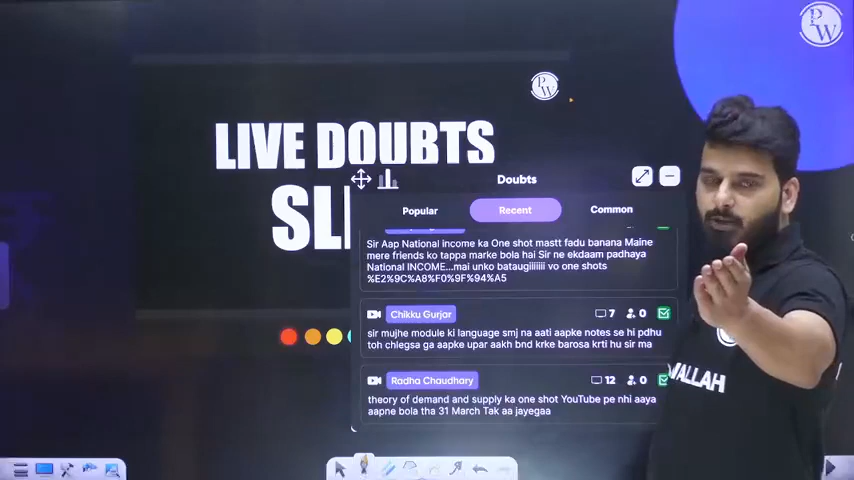 PW
PW
LIVE DOUBTS
SL
Doubts
Popular
Recent
Common
Sir Aap National income ka One shot mastt fadu banana Maine
mere friends ko tappa marke bola hai Sir ne ekdaam padhaya
National INCOME...mai unko bataugiiiiii vo one shots
%E2%9C%A8%F0%9F%94%A5
Chikku Gurjar
7
0
sir mujhe module ki language smj na aati aapke notes se hi pdhu
toh chlegsa ga aapke upar aakh bnd krke barosa krti hu sir ma
Radha Chaudhary
12
0
theory of demand and supply ka one shot YouTube pe nhi aaya
aapne bola tha 31 March Tak aa jayegaa
WALLAH